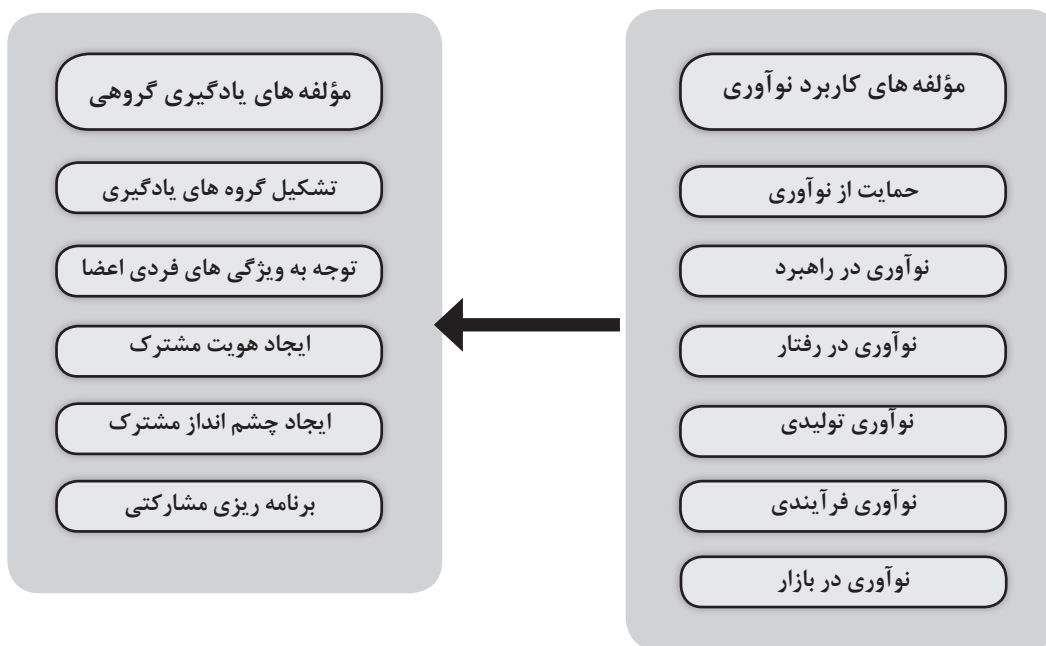 مؤلفه های کاربرد نوآوری
حمایت از نوآوری
نوآوری در راهبرد
نوآوری در رفتار
نوآوری تولیدی
نوآوری فرآیندی
نوآوری در بازار
مؤلفه های یادگیری گروهی
تشکیل گروه های یادگیری
توجه به ویژگی های فردی اعضا
ایجاد هویت مشترک
ایجاد چشم انداز مشترک
برنامه ریزی مشارکتی